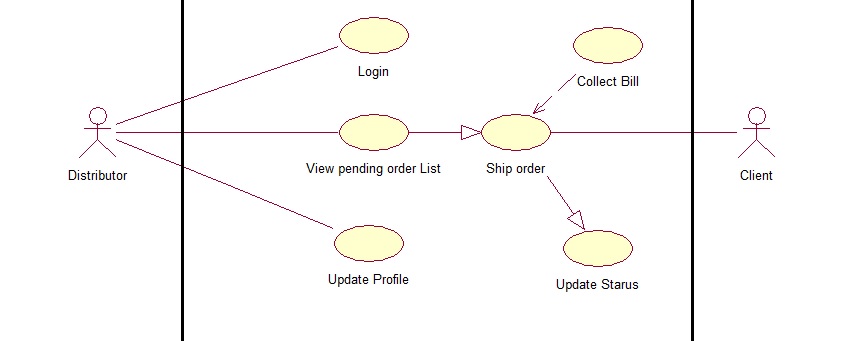 Login
Collect Bill
Distributor
View pending order List
Ship order
Client
Update Profile
Update Starus